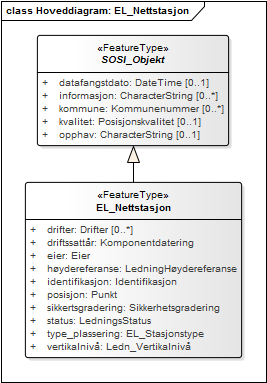 class Hoveddiagram: EL_Nettstasjon
«FeatureType»
SOSI_Objekt
+ datafangstdato: DateTime [0..1]
+ informasjon: CharacterString [0..*]
+ kommune: Kommunenummer [0..*]
+ kvalitet: Posisjonskvalitet [0..1]
+ opphav: CharacterString [0..1]
«FeatureType»
EL_Nettstasjon
+ drifter: Drifter [0..*]
+ driftssattår: Komponentdatering
+ eier: Eier
+ høydereferanse: LedningHøydereferanse
+ identifikasjon: Identifikasjon
+ posisjon: Punkt
+ sikkertsgradering: Sikkerhetsgradering
+ status: LedningsStatus
+ type_plassering: EL_Stasjonstype
+ vertikalnivå: Ledn_Vertikalnivå